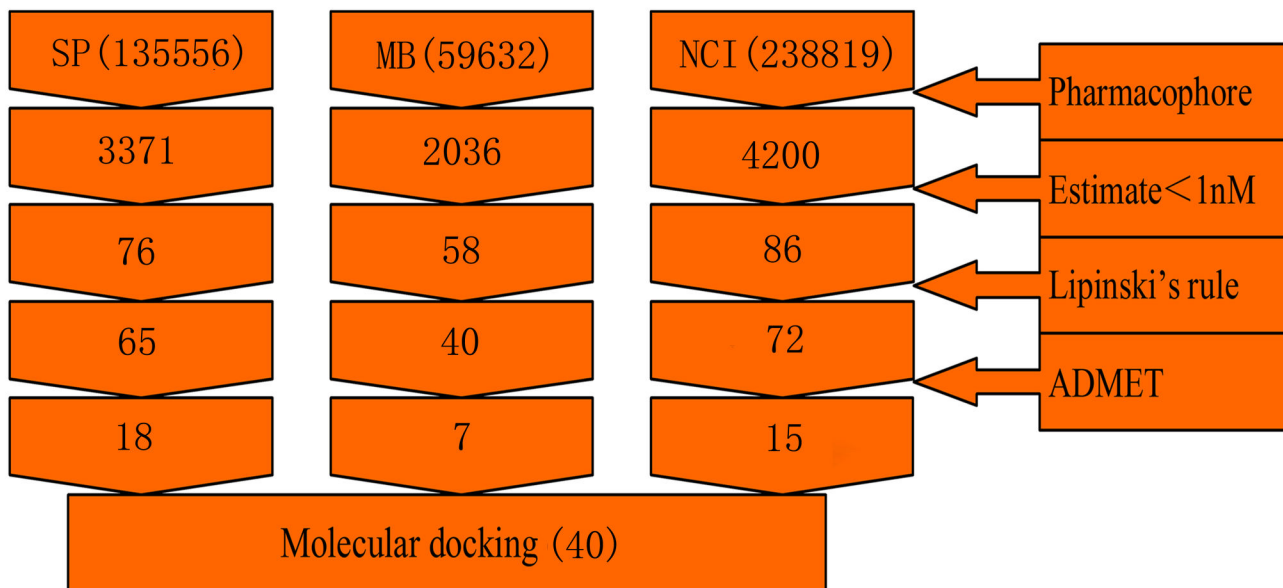 SP(135556)
MB(59632)
NCI(238819)
Pharmacophore
3371
2036
4200
Estimate<1nM
76
58
86
Lipinski's rule
65
40
72
ADMET
18
7
15
Molecular docking (40)